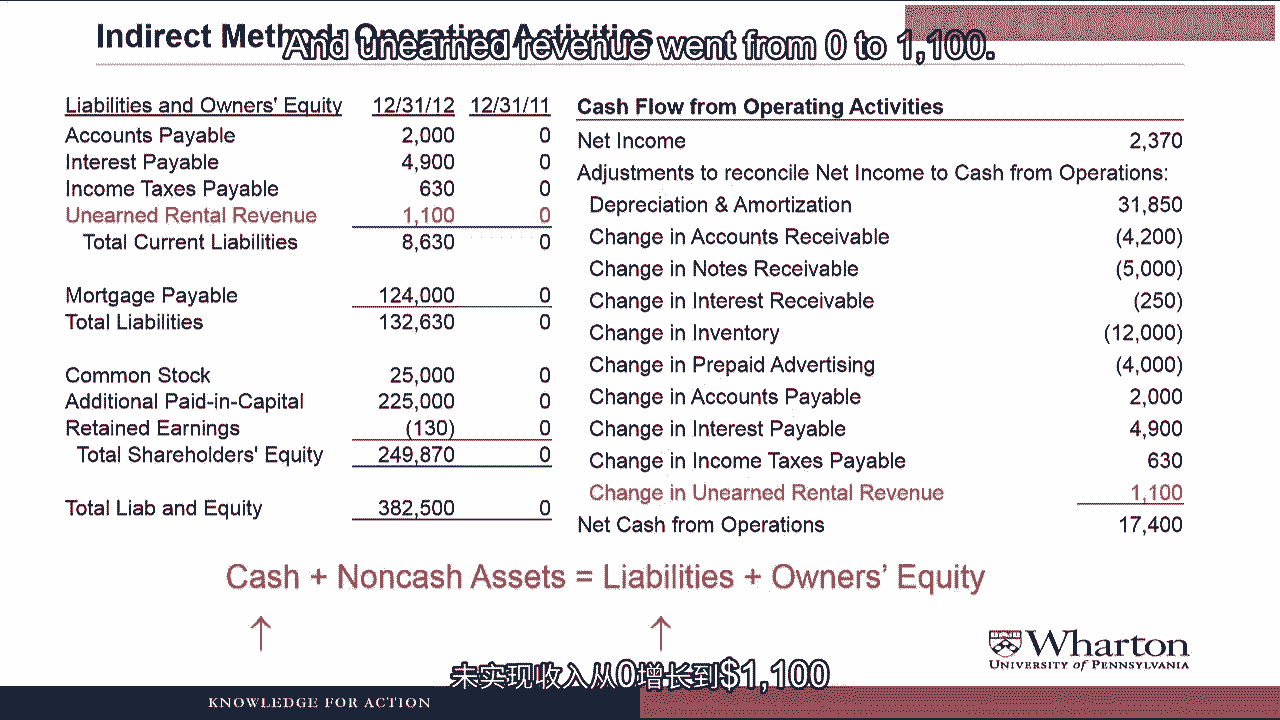 Indirect Method: Operating Activities
And unearned revenue went from 0 to 1,100.
Liabilities and Owners' Equity 12/31/12 12/31/11
Accounts Payable 2,000 0
Interest Payable 4,900 0
Income Taxes Payable 630 0
Unearned Rental Revenue 1,100 0
Total Current Liabilities 8,630 0
Mortgage Payable 124,000 0
Total Liabilities 132,630 0
Common Stock 25,000 0
Additional Paid-in-Capital 225,000 0
Retained Earnings (130) 0
Total Shareholders' Equity 249,870 0
Total Liab and Equity 382,500 0
Cash Flow from Operating Activities
Net Income 2,370
Adjustments to reconcile Net Income to Cash from Operations:
Depreciation & Amortization 31,850
Change in Accounts Receivable (4,200)
Change in Notes Receivable (5,000)
Change in Interest Receivable (250)
Change in Inventory (12,000)
Change in Prepaid Advertising (4,000)
Change in Accounts Payable 2,000
Change in Interest Payable 4,900
Change in Income Taxes Payable 630
Change in Unearned Rental Revenue 1,100
Net Cash from Operations 17,400
Cash + Noncash Assets = Liabilities + Owners’ Equity
↑ ↑
Wharton
UNIVERSITY of PENNSYLVANIA
未实现收入从0增长到$1,100
KNOWLEDGE FOR ACTION